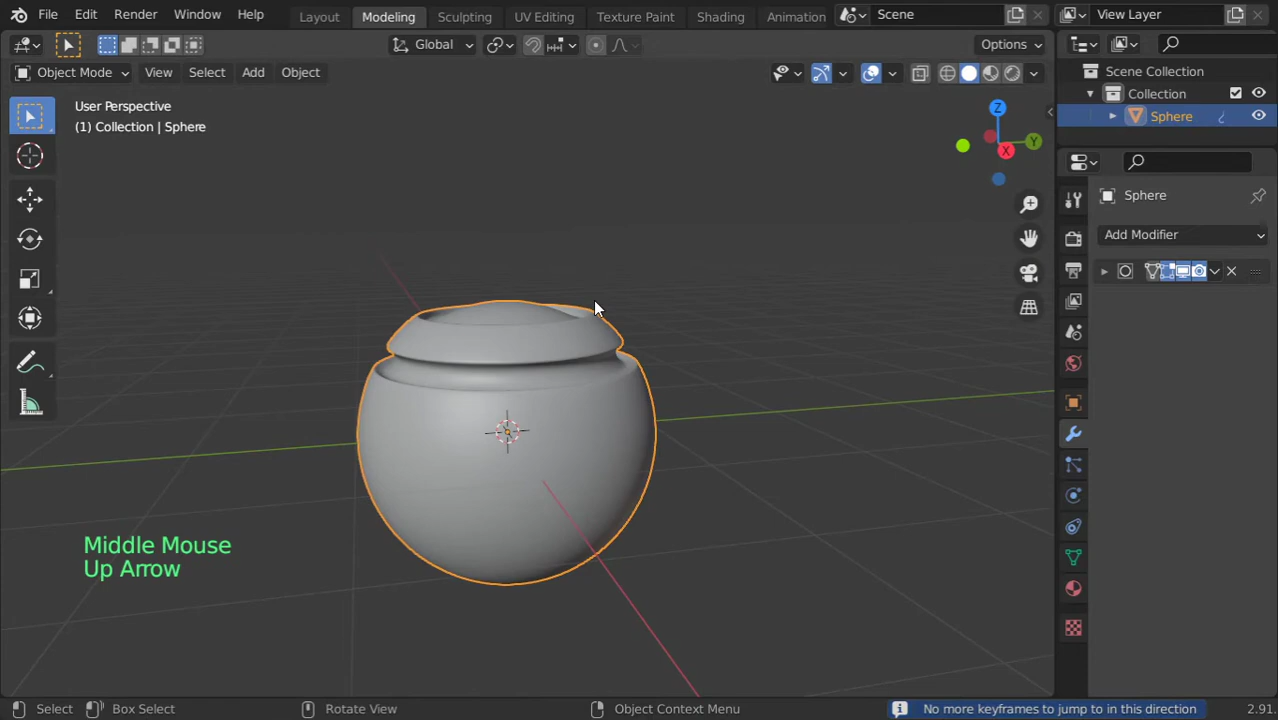 File Edit Render Window Help Layout Modeling Sculpting UV Editing Texture Paint Shading Animation Scene View Layer
Global Options
Object Mode View Select Add Object
Scene Collection
Collection
Sphere
User Perspective
(1) Collection | Sphere
Z
Y
X
Sphere
Add Modifier
Middle Mouse
Up Arrow
Select Box Select Rotate View Object Context Menu No more keyframes to jump to in this direction 2.91.